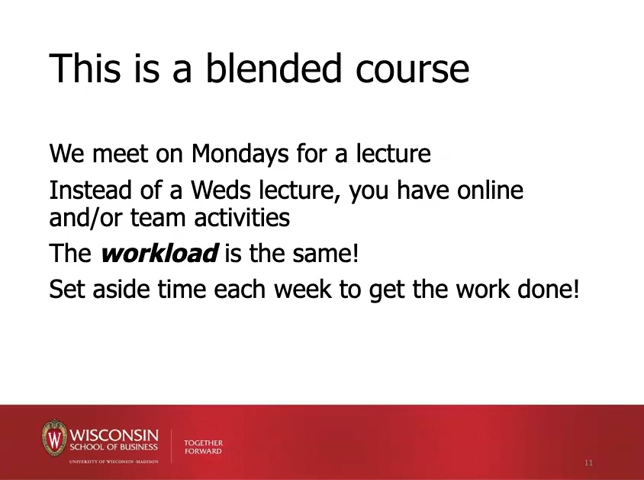 This is a blended course
We meet on Mondays for a lecture
Instead of a Weds lecture, you have online
and/or team activities
The workload is the same!
Set aside time each week to get the work done!
W
WISCONSIN
SCHOOL OF BUSINESS
UNIVERSITY OF WISCONSIN–MADISON
TOGETHER
FORWARD
11